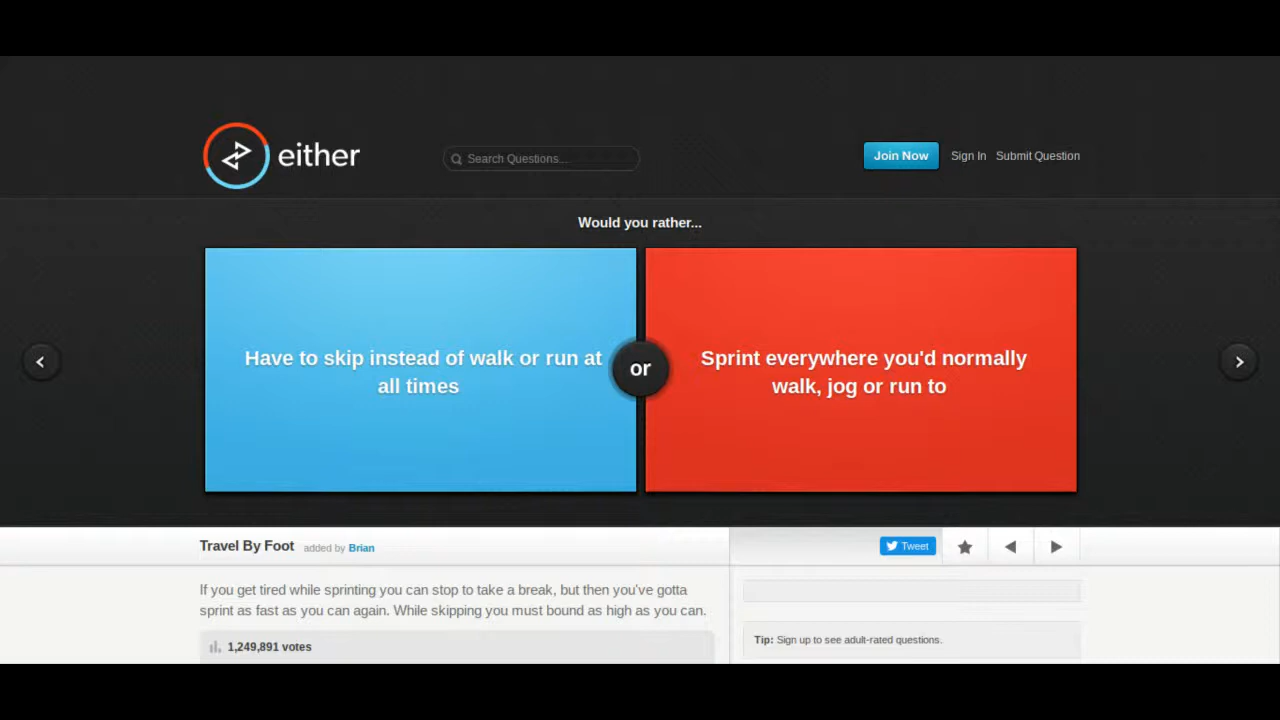 either
Search Questions...
Join Now Sign In Submit Question
Would you rather...
Have to skip instead of walk or run at
all times
or
Sprint everywhere you'd normally
walk, jog or run to
Travel By Foot added by Brian
Tweet
If you get tired while sprinting you can stop to take a break, but then you've gotta
sprint as fast as you can again. While skipping you must bound as high as you can.
1,249,891 votes
Tip: Sign up to see adult-rated questions.